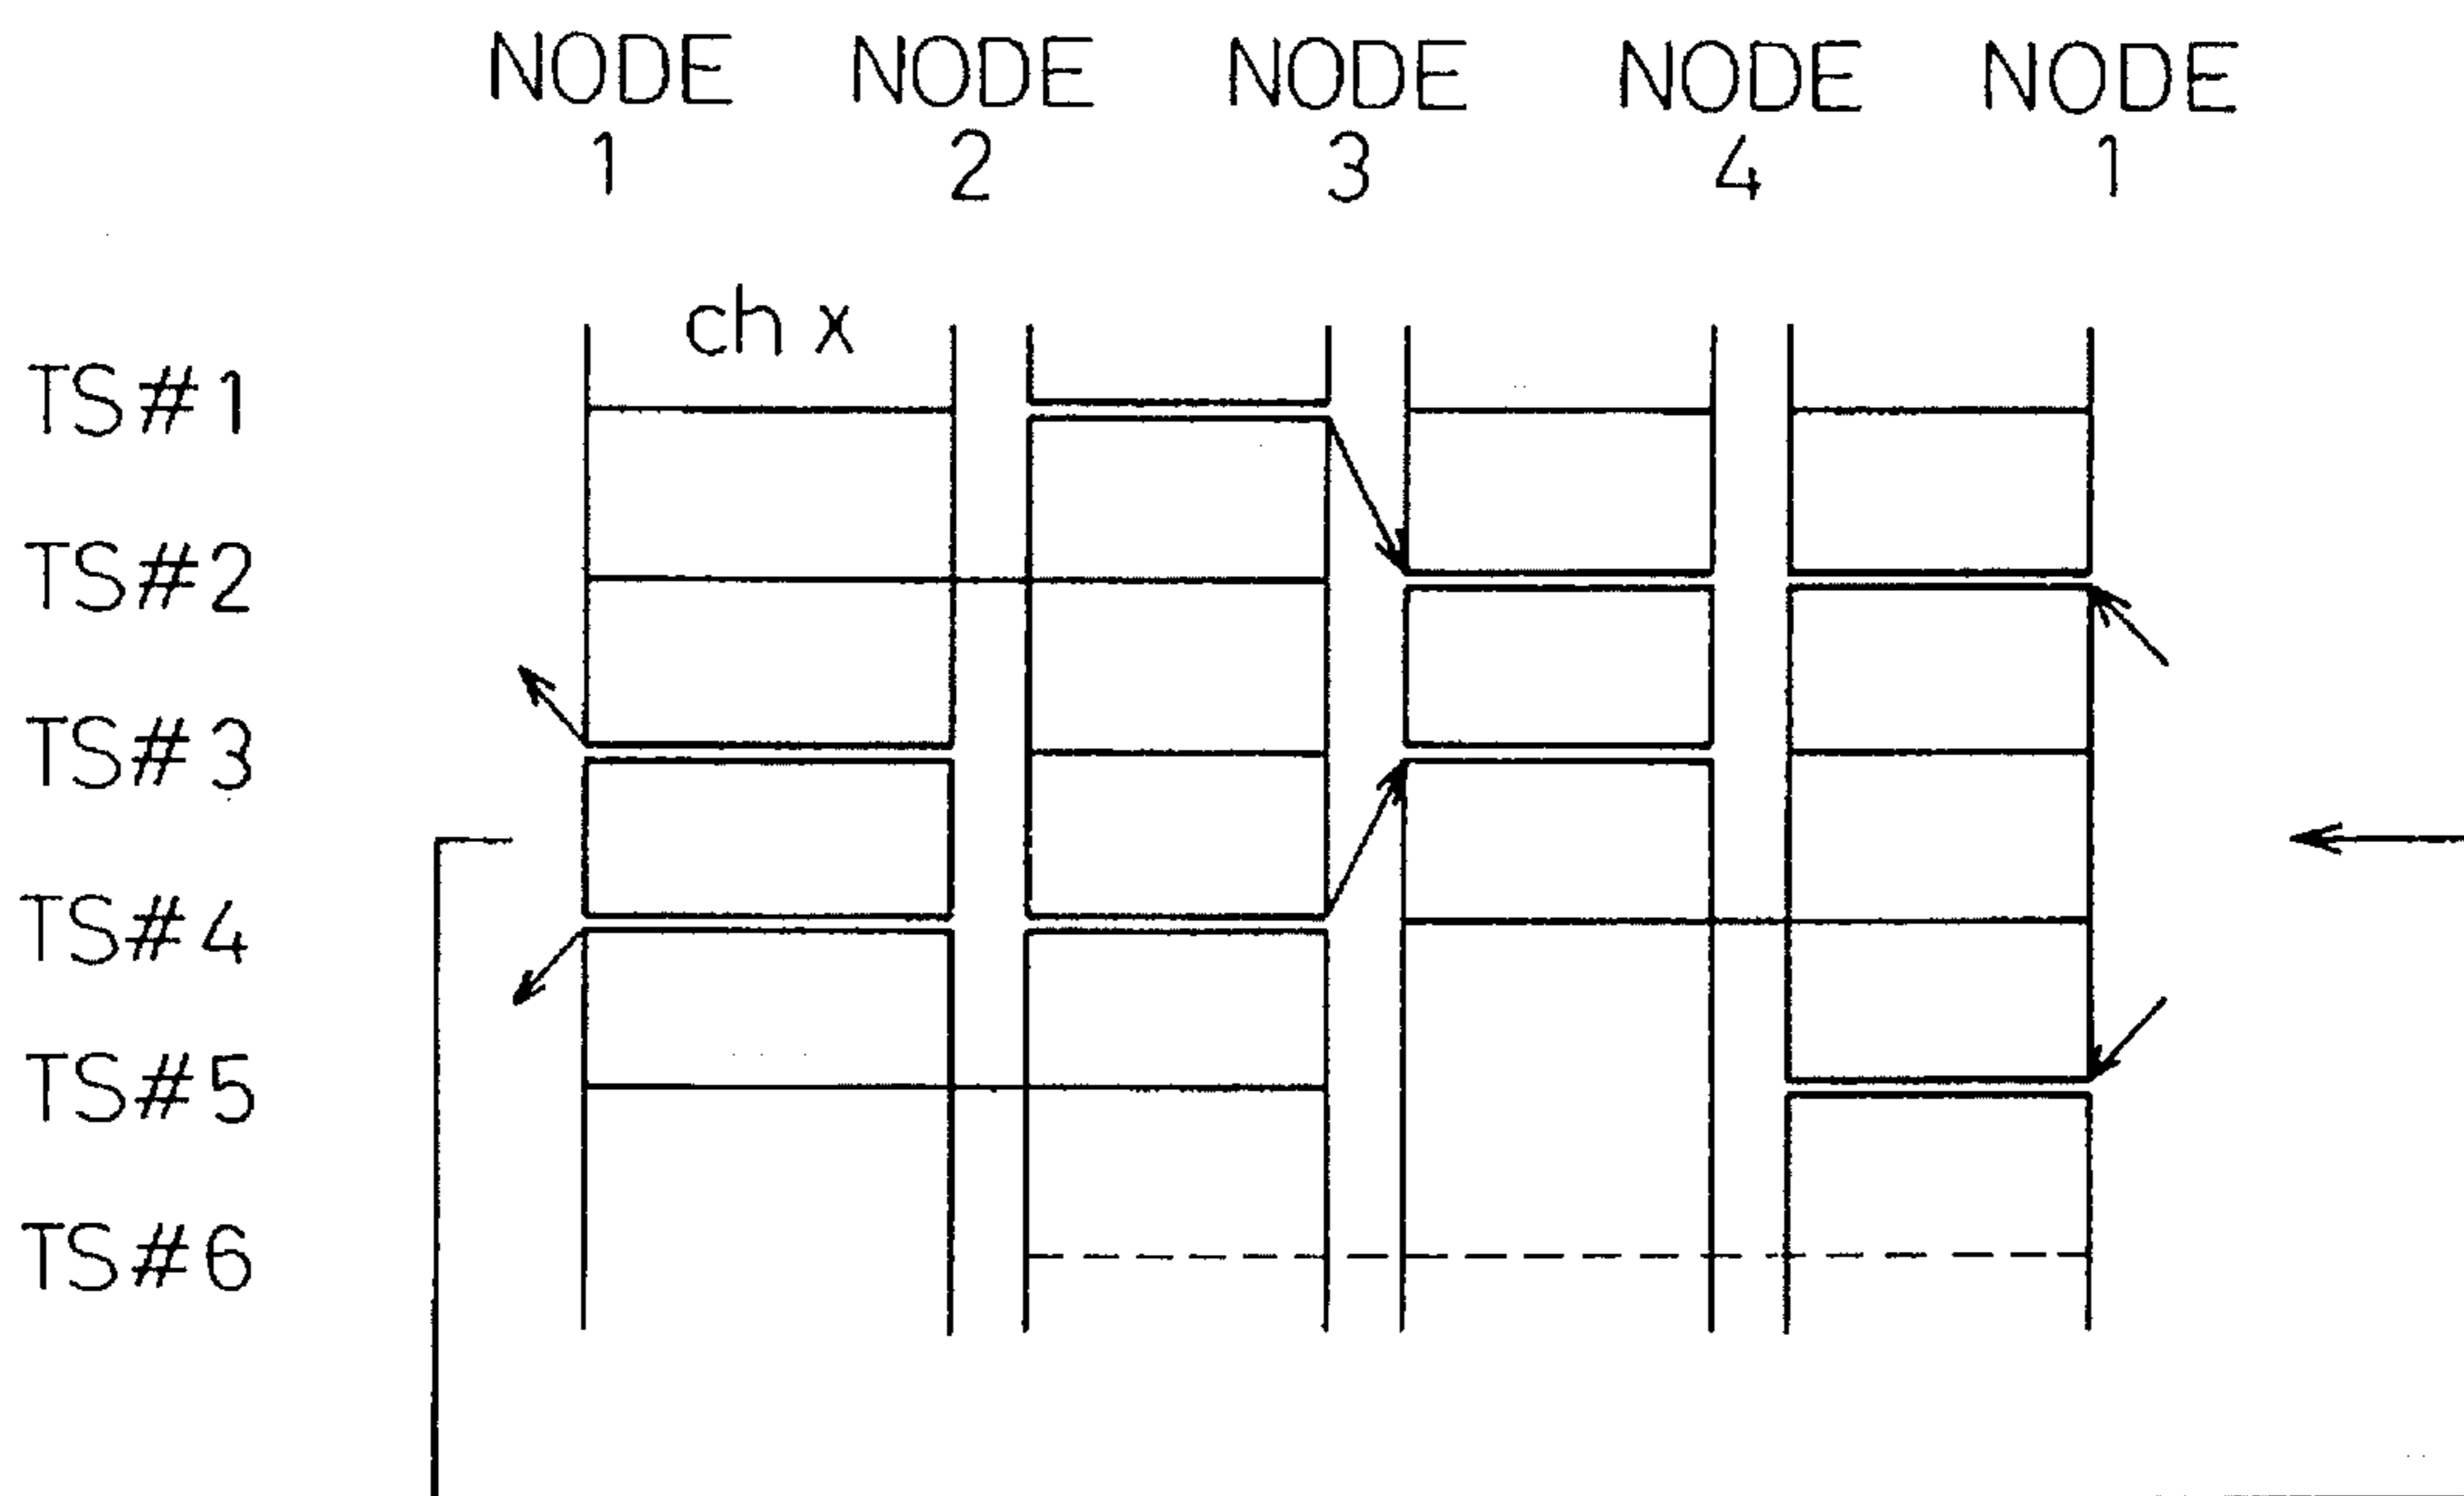 NODE NODE NODE NODE NODE
1 2 3 4 1
ch x
TS#1
TS#2
TS#3
TS#4
TS#5
TS#6